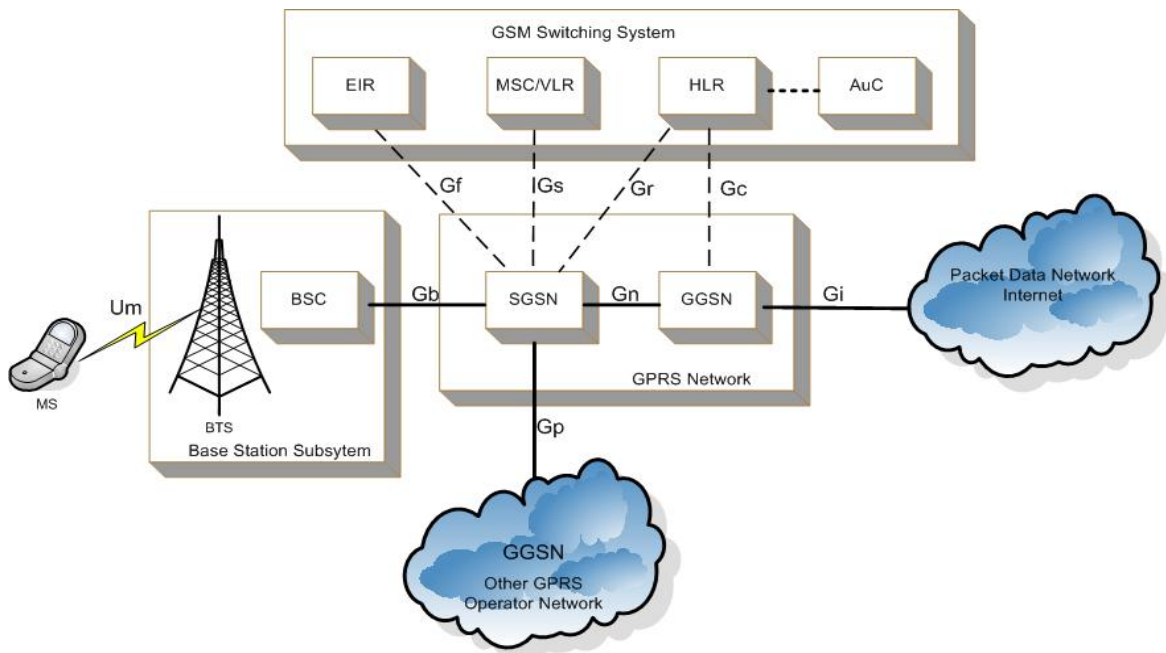 GSM Switching System
EIR
MSC/VLR
HLR
AuC
Gf
Gs
Gr
Gc
Um
BSC
Gb
SGSN
Gn
GGSN
Gi
Packet Data Network
Internet
MS
BTS
Base Station Subsytem
GPRS Network
Gp
GGSN
Other GPRS
Operator Network